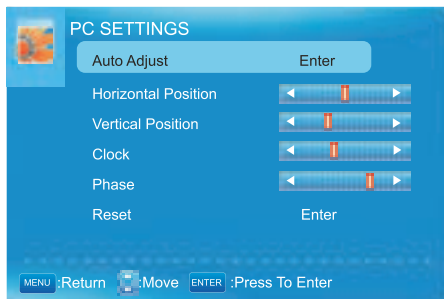 PC SETTINGS
Auto Adjust Enter
Horizontal Position
Vertical Position
Clock
Phase
Reset Enter
MENU :Return :Move ENTER :Press To Enter